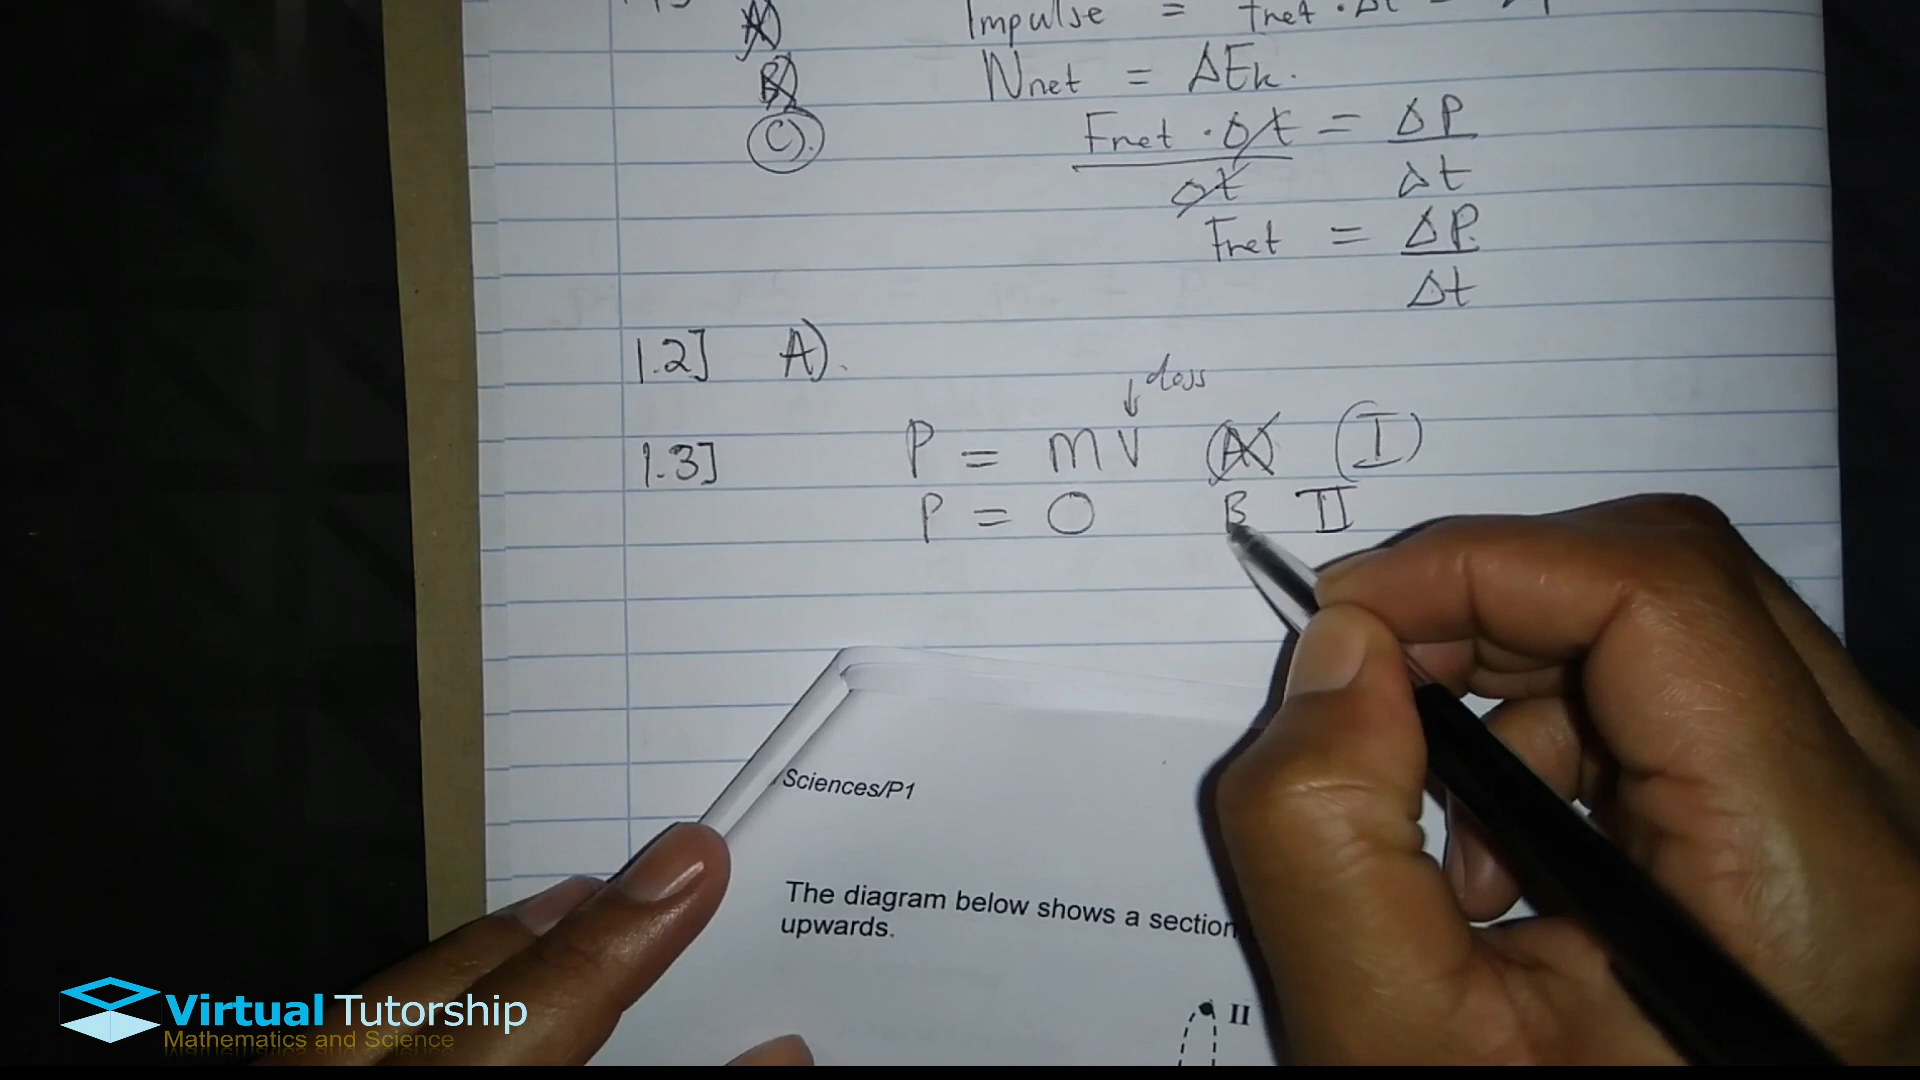 A) Impulse = Fnet · Δt =
B) Wnet = ΔEk.
C). Fnet · Δt = ΔP
Δt Δt
Fnet = ΔP.
Δt
1.2] A).
1.3] P = mv A (I)
P = 0 B II
Sciences/P1
The diagram below shows a section
upwards.
II
Virtual Tutorship
Mathematics and Science